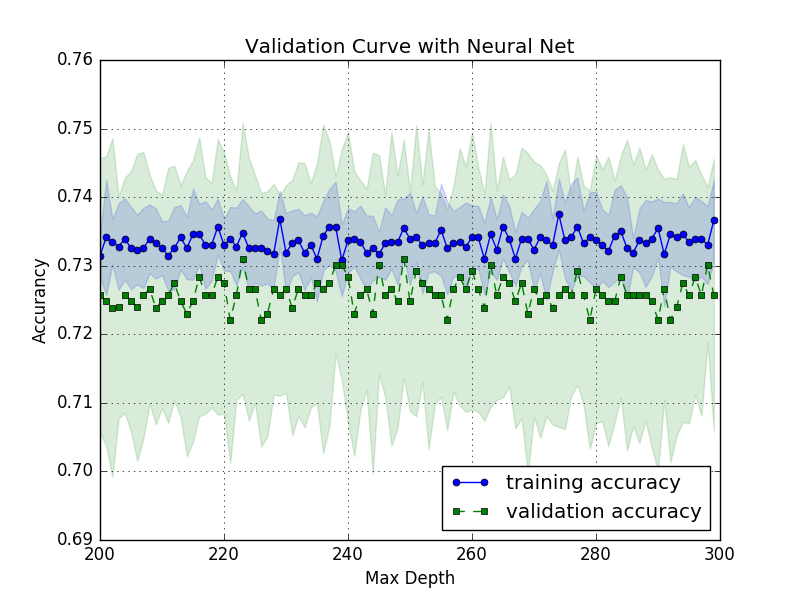 Validation Curve with Neural Net
0.76
0.75
0.74
0.73
0.72
0.71
0.70
0.69
Accurancy
200
220
240
260
280
300
Max Depth
training accuracy
validation accuracy